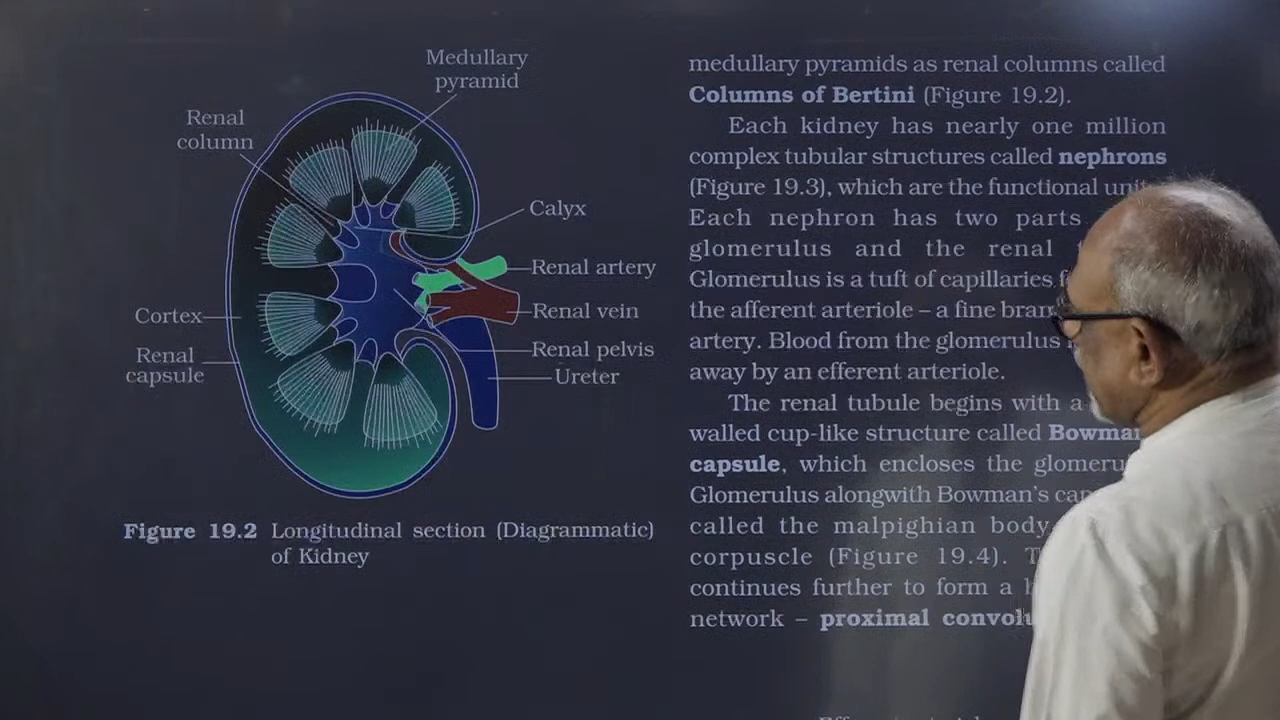 Medullary
pyramid
Renal
column
Calyx
Renal artery
Renal vein
Cortex
Renal pelvis
Renal
capsule
Ureter
Figure 19.2 Longitudinal section (Diagrammatic)
of Kidney
medullary pyramids as renal columns called
Columns of Bertini (Figure 19.2).
Each kidney has nearly one million
complex tubular structures called nephrons
(Figure 19.3), which are the functional
Each nephron has two parts
glomerulus and the renal
Glomerulus is a tuft of capillaries
the afferent arteriole – a fine
artery. Blood from the glomerulus
away by an efferent arteriole.
The renal tubule begins with a
walled cup-like structure called
capsule, which encloses the
Glomerulus alongwith Bowman's
called the malpighian body
corpuscle (Figure 19.4).
continues further to form a
network – proximal